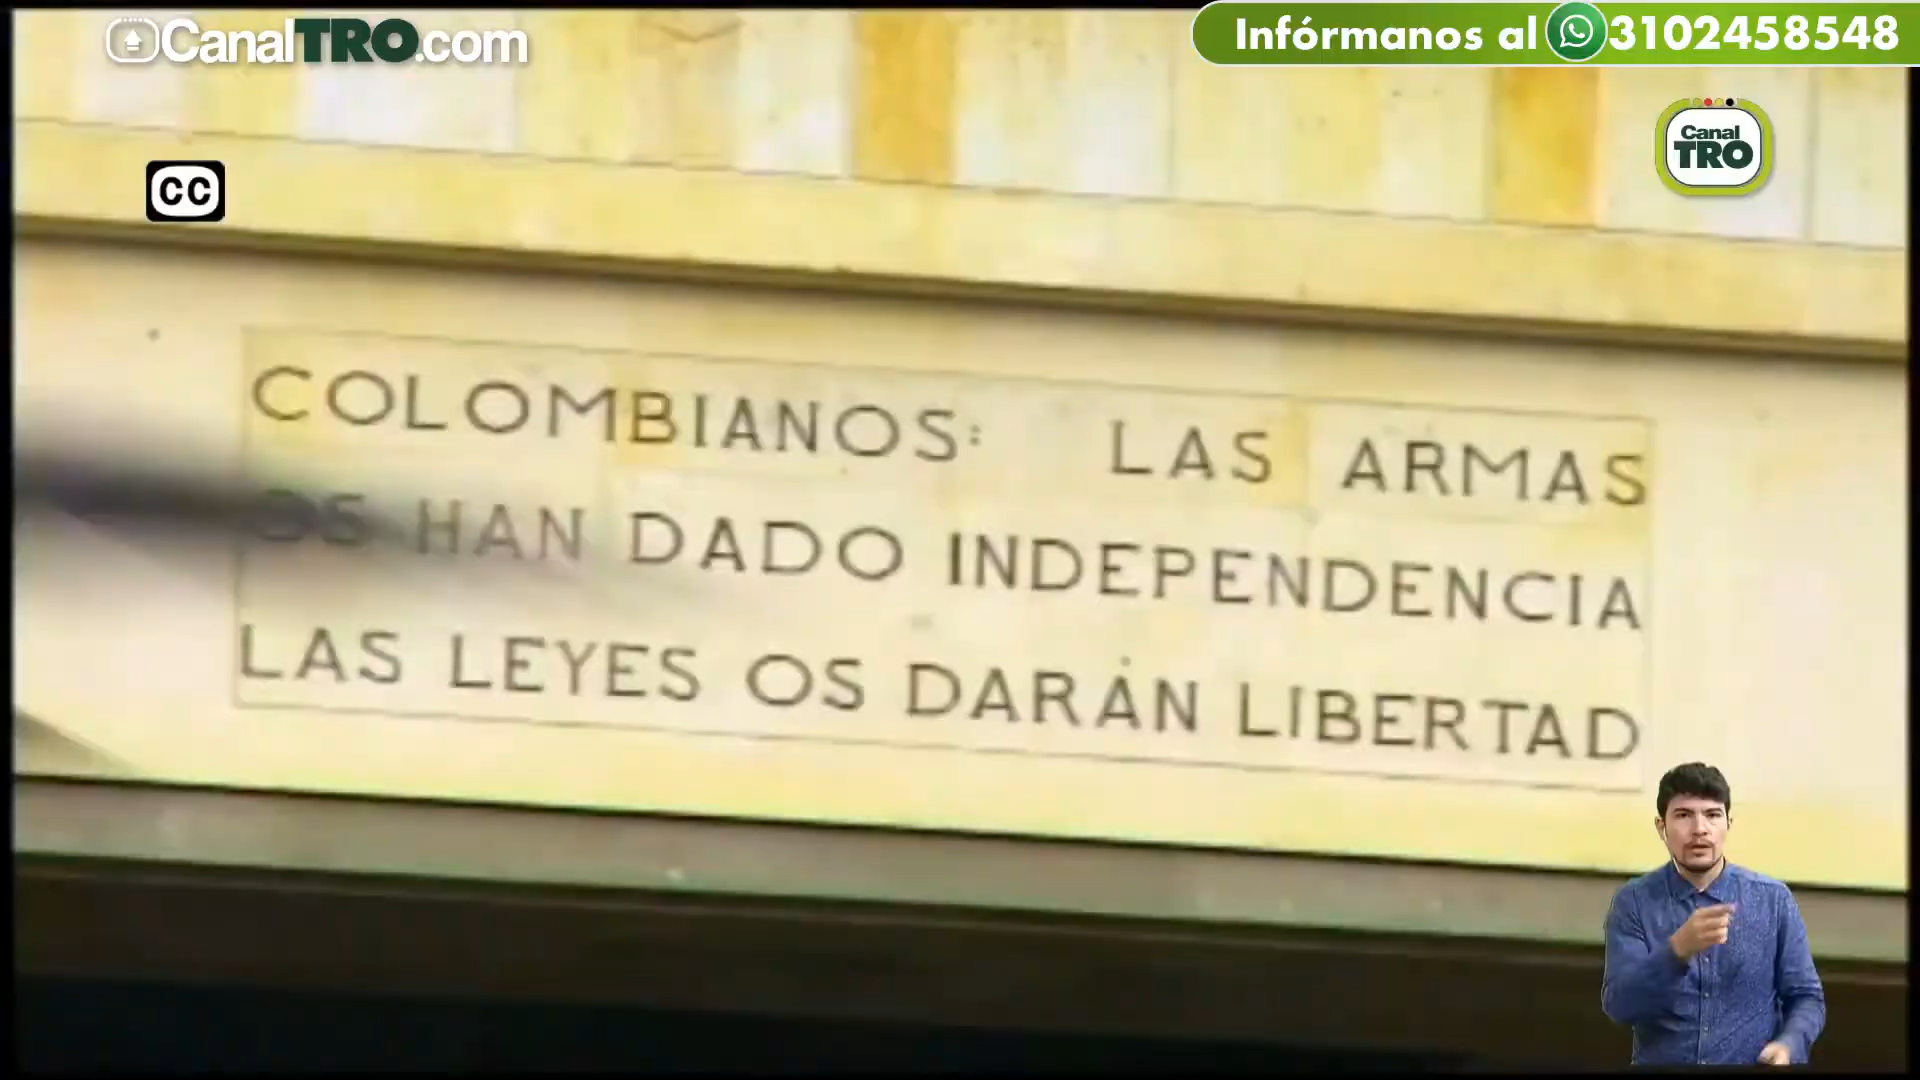 CanalTRO.com
Infórmanos al 3102458548
CC
Canal
TRO
COLOMBIANOS: LAS ARMAS
OS HAN DADO INDEPENDENCIA
LAS LEYES OS DARÁN LIBERTAD